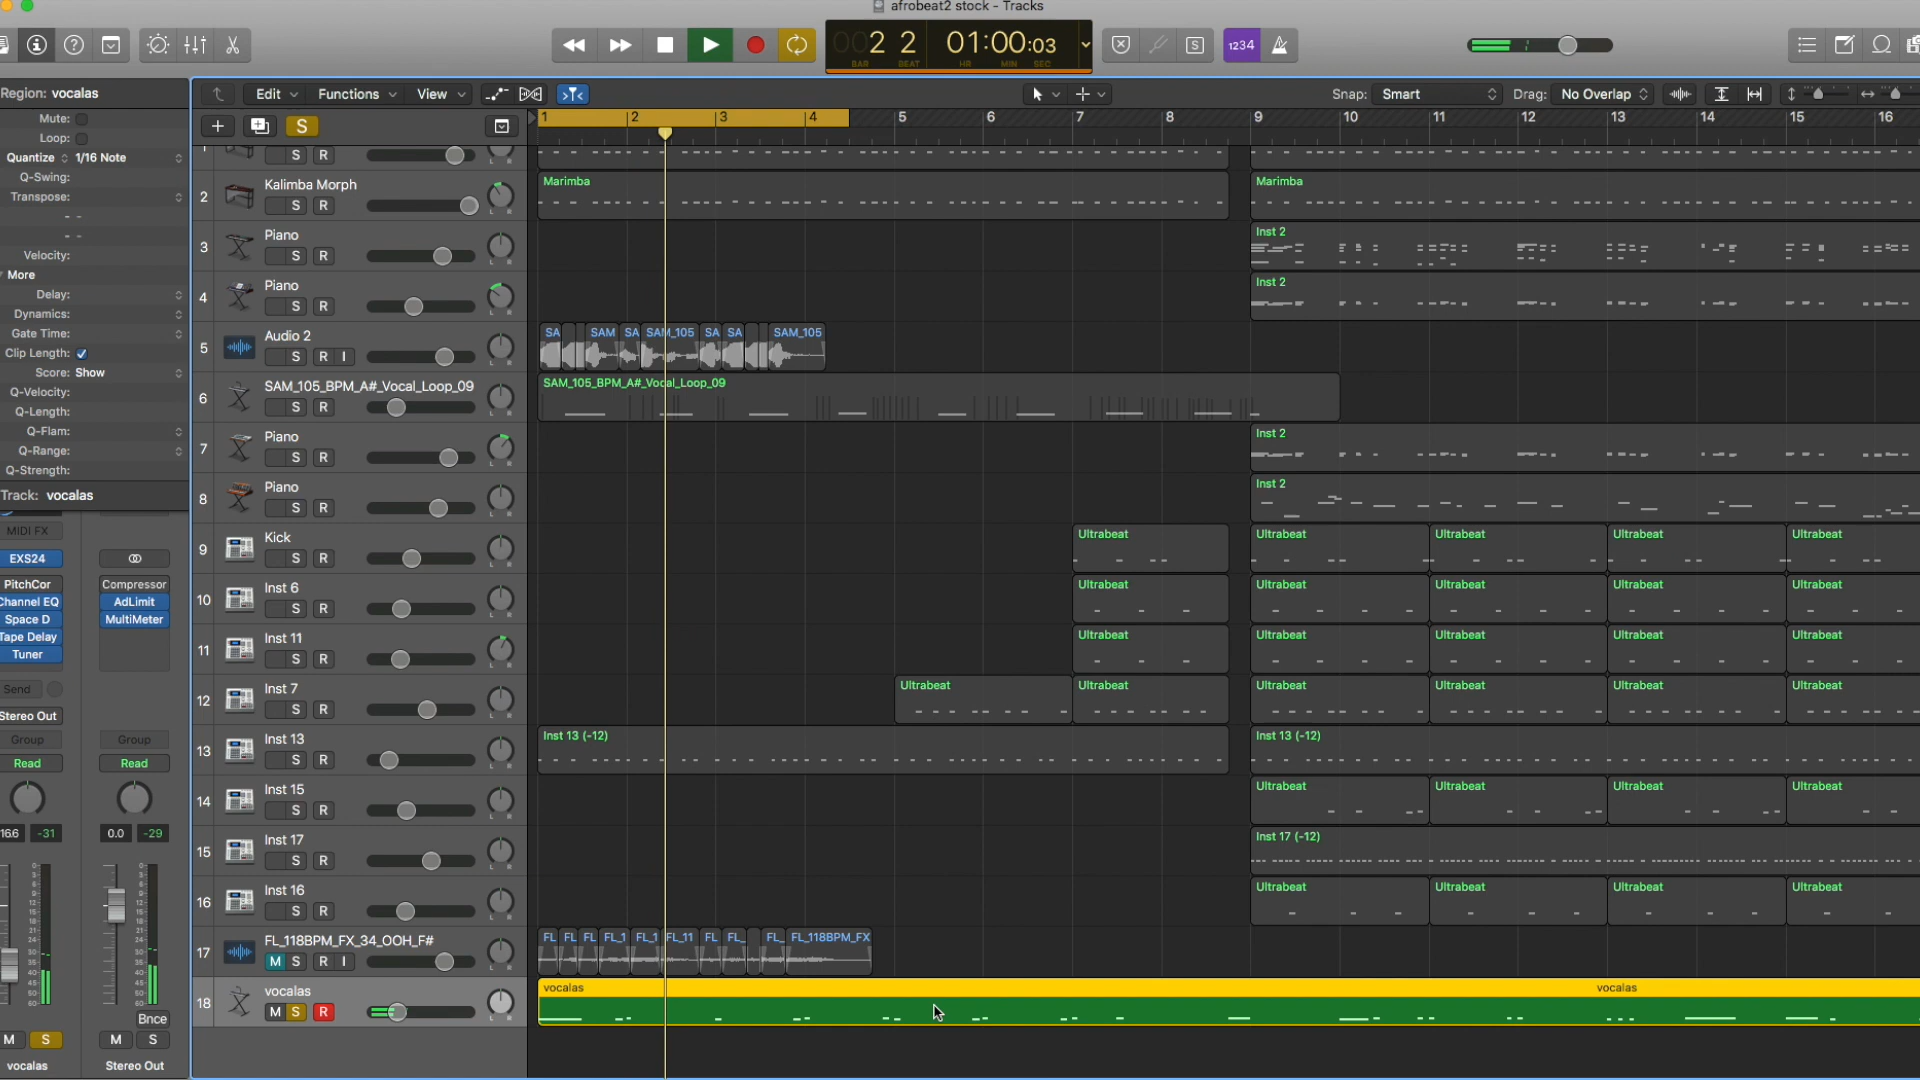 afrobeat2 stock - Tracks
002 2 01:00:03
BAR BEAT HR MIN SEC
1234
Region: vocalas
Edit Functions View
Snap: Smart
Drag: No Overlap
S
1 2 3 4 5 6 7 8 9 10 11 12 13 14 15 16
Mute:
Loop:
Quantize 1/16 Note
Q-Swing:
Transpose:
- -
- -
Velocity:
More
Delay:
Dynamics:
Gate Time:
Clip Length:
Score: Show
Q-Velocity:
Q-Length:
Q-Flam:
Q-Range:
Q-Strength:
Track: vocalas
MIDI FX
EXS24
PitchCor
Channel EQ
Space D
Tape Delay
Tuner
Send
Stereo Out
Group
Read
16.6 -31
M S
vocalas
Compressor
AdLimit
MultiMeter
Group
Read
0.0 -29
Bnce
M S
Stereo Out
1 S R
2 Kalimba Morph S R
Marimba Marimba
3 Piano S R
Inst 2
4 Piano S R
Inst 2
5 Audio 2 S R I
SA SAM SA SAM_105 SA SA SAM_105
6 SAM_105_BPM_A#_Vocal_Loop_09 S R
SAM_105_BPM_A#_Vocal_Loop_09
7 Piano S R
Inst 2
8 Piano S R
Inst 2
9 Kick S R
Ultrabeat Ultrabeat Ultrabeat Ultrabeat Ultrabeat
10 Inst 6 S R
Ultrabeat Ultrabeat Ultrabeat Ultrabeat Ultrabeat
11 Inst 11 S R
Ultrabeat Ultrabeat Ultrabeat Ultrabeat Ultrabeat
12 Inst 7 S R
Ultrabeat Ultrabeat Ultrabeat Ultrabeat Ultrabeat Ultrabeat
13 Inst 13 S R
Inst 13 (-12) Inst 13 (-12)
14 Inst 15 S R
Ultrabeat Ultrabeat Ultrabeat Ultrabeat
15 Inst 17 S R
Inst 17 (-12)
16 Inst 16 S R
Ultrabeat Ultrabeat Ultrabeat Ultrabeat
17 FL_118BPM_FX_34_OOH_F# M S R I
FL FL FL FL_1 FL_1 FL_11 FL FL_ FL_ FL_118BPM_FX
18 vocalas M S R
vocalas vocalas